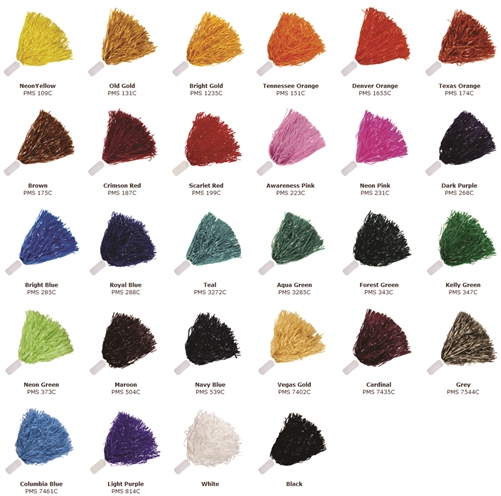 NeonYellow
PMS 109C
Old Gold
PMS 131C
Bright Gold
PMS 1235C
Tennessee Orange
PMS 151C
Denver Orange
PMS 1655C
Texas Orange
PMS 174C
Brown
PMS 175C
Crimson Red
PMS 187C
Scarlet Red
PMS 199C
Awareness Pink
PMS 223C
Neon Pink
PMS 231C
Dark Purple
PMS 268C
Bright Blue
PMS 285C
Royal Blue
PMS 288C
Teal
PMS 3272C
Aqua Green
PMS 3285C
Forest Green
PMS 343C
Kelly Green
PMS 347C
Neon Green
PMS 373C
Maroon
PMS 504C
Navy Blue
PMS 539C
Vegas Gold
PMS 7402C
Cardinal
PMS 7435C
Grey
PMS 7544C
Columbia Blue
PMS 7461C
Light Purple
PMS 814C
White
Black